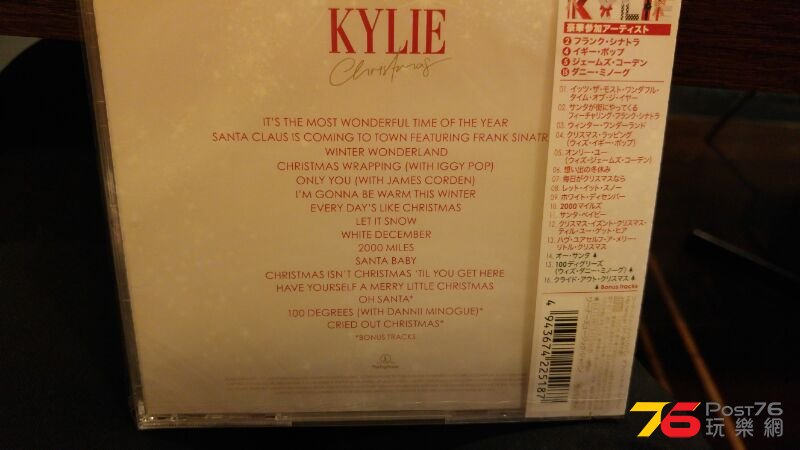 KYLIE
Christmas
IT'S THE MOST WONDERFUL TIME OF THE YEAR
SANTA CLAUS IS COMING TO TOWN FEATURING FRANK SINATR
WINTER WONDERLAND
CHRISTMAS WRAPPING (WITH IGGY POP)
ONLY YOU (WITH JAMES CORDEN)
I'M GONNA BE WARM THIS WINTER
EVERY DAY'S LIKE CHRISTMAS
LET IT SNOW
WHITE DECEMBER
2000 MILES
SANTA BABY
CHRISTMAS ISN'T CHRISTMAS 'TIL YOU GET HERE
HAVE YOURSELF A MERRY LITTLE CHRISTMAS
OH SANTA*
100 DEGREES (WITH DANNII MINOGUE)*
CRIED OUT CHRISTMAS*
*BONUS TRACKS
Parlophone
豪華参加アーティスト
②フランク・シナトラ
④イギー・ポップ
⑤ジェームズ・コーデン
⑮ダニー・ミノーグ
01. イッツ・ザ・モスト・ワンダフル・
タイム・オブ・ジ・イヤー
02. サンタが街にやってくる
フィーチャリング・フランク・シナトラ
03. ウィンター・ワンダーランド
04. クリスマス・ラッピング
(ウィズ・イギー・ポップ)
05. オンリー・ユー
(ウィズ・ジェームズ・コーデン)
06. 想い出の冬休み
07. 毎日がクリスマスなら
08. レット・イット・スノー
09. ホワイト・ディセンバー
10. 2000マイルズ
11. サンタ・ベイビー
12. クリスマス・イズント・クリスマス・
ティル・ユー・ゲット・ヒア
13. ハヴ・ユアセルフ・ア・メリー・
リトル・クリスマス
14. オー・サンタ
15. 100ディグリーズ
(ウィズ・ダニー・ミノーグ)
16. クライド・アウト・クリスマス
Bonus tracks
4 943674 225187
76 Post76
玩樂網